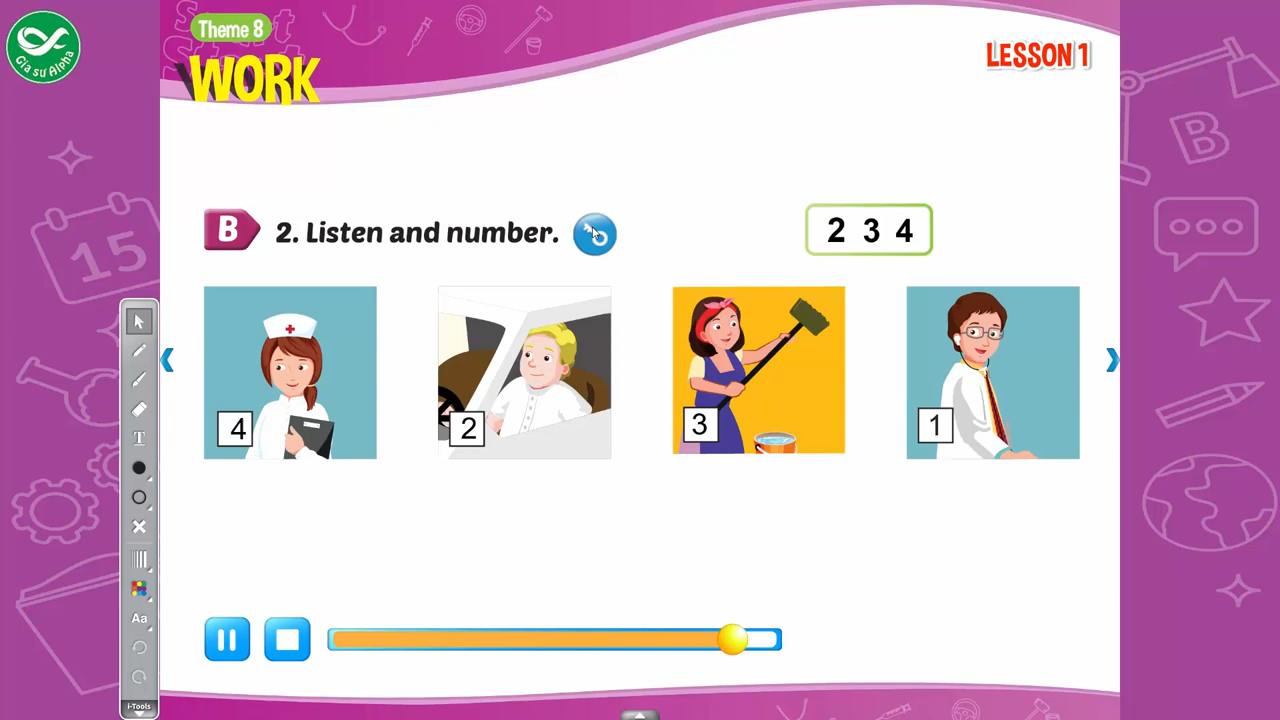 Gia sư Alpha
Theme 8
WORK
LESSON 1
B
2. Listen and number.
2 3 4
4
2
3
1
15
B
T
Aa
i-Tools